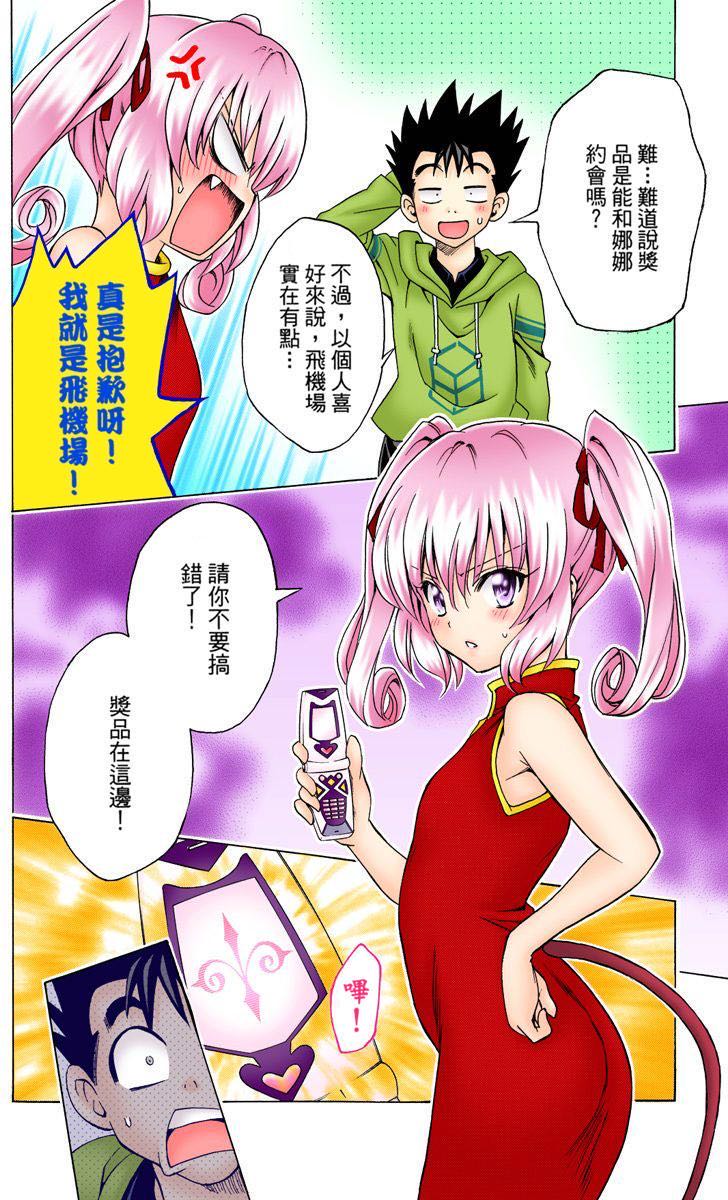 難…難道說獎
品是能和娜娜
約會嗎？
不過，以個人喜
好來說，飛機場
實在有點…
真是抱歉呀！
我就是飛機場！
請你不要搞
錯了！
獎品在這邊！
嗶！